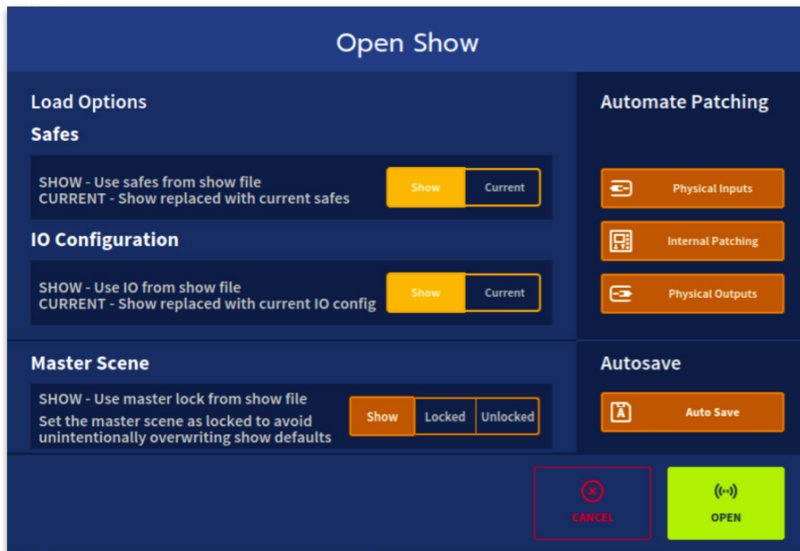 Open Show
Load Options
Safes
SHOW - Use safes from show file
CURRENT - Show replaced with current safes
Show
Current
IO Configuration
SHOW - Use IO from show file
CURRENT - Show replaced with current IO config
Show
Current
Master Scene
SHOW - Use master lock from show file
Set the master scene as locked to avoid
unintentionally overwriting show defaults
Show
Locked
Unlocked
Automate Patching
Physical Inputs
Internal Patching
Physical Outputs
Autosave
A
Auto Save
CANCEL
OPEN